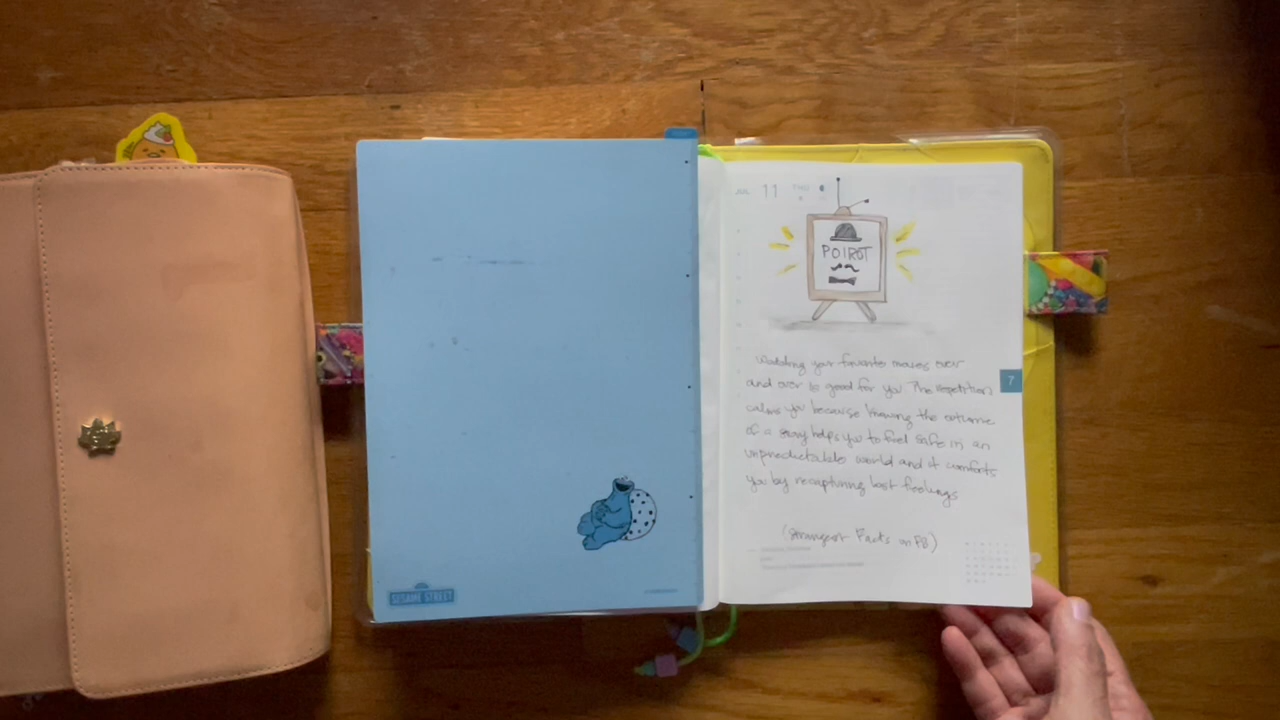 SESAME STREET
JUL 11 THU
POIROT
7
Watching your favorite movies over
and over is good for you The repetition
calms you because knowing the outcome
of a story helps you to feel safe in an
unpredictable world and it comforts
you by recapturing lost feelings
(Strangest Facts on FB)